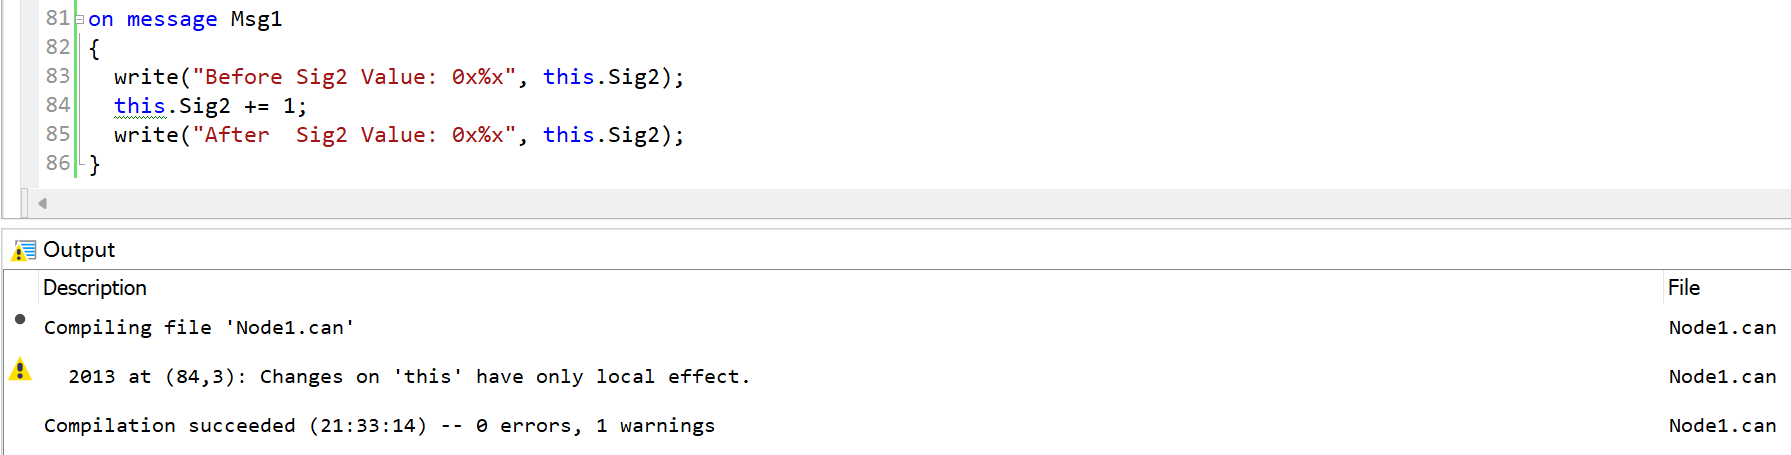 81 on message Msg1
82 {
83   write("Before Sig2 Value: 0x%x", this.Sig2);
84   this.Sig2 += 1;
85   write("After  Sig2 Value: 0x%x", this.Sig2);
86 }
Output
Description File
Compiling file 'Node1.can' Node1.can
2013 at (84,3): Changes on 'this' have only local effect. Node1.can
Compilation succeeded (21:33:14) -- 0 errors, 1 warnings Node1.can